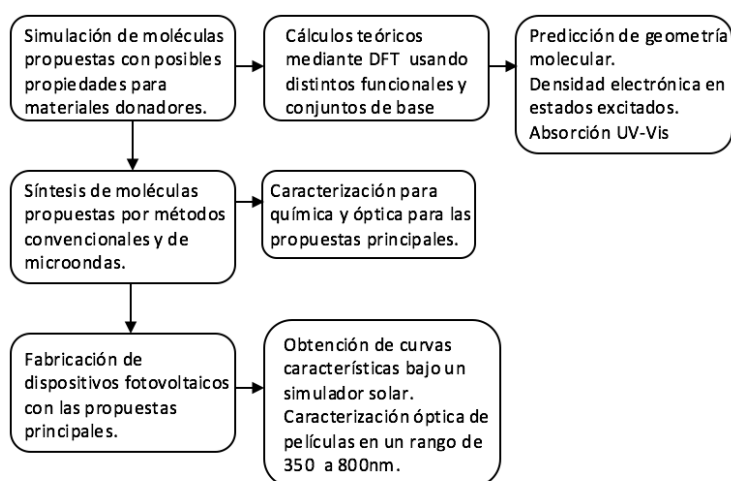 Simulación de moléculas
propuestas con posibles
propiedades para
materiales donadores.
Cálculos teóricos
mediante DFT usando
distintos funcionales y
conjuntos de base
Predicción de geometría
molecular.
Densidad electrónica en
estados excitados.
Absorción UV-Vis
Síntesis de moléculas
propuestas por métodos
convencionales y de
microondas.
Caracterización para
química y óptica para las
propuestas principales.
Fabricación de
dispositivos fotovoltaicos
con las propuestas
principales.
Obtención de curvas
características bajo un
simulador solar.
Caracterización óptica de
películas en un rango de
350 a 800nm.